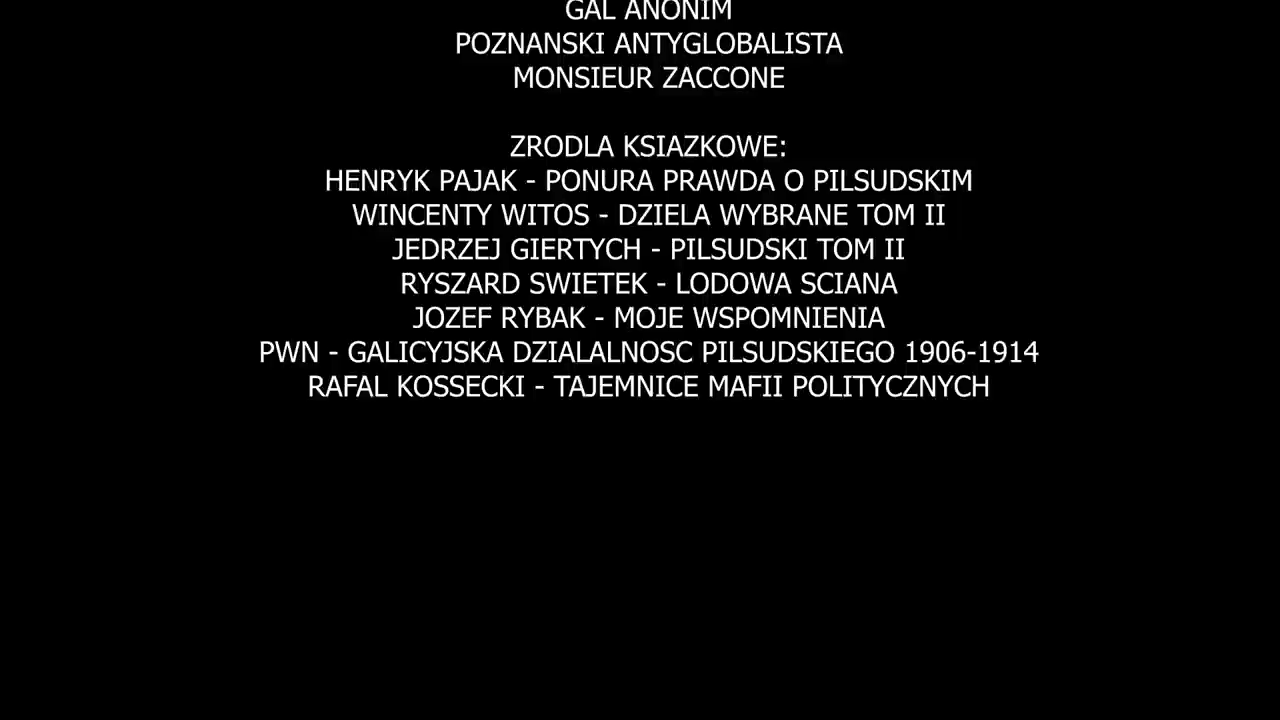 GAL ANONIM
POZNANSKI ANTYGLOBALISTA
MONSIEUR ZACCONE
ZRODLA KSIAZKOWE:
HENRYK PAJAK - PONURA PRAWDA O PILSUDSKIM
WINCENTY WITOS - DZIELA WYBRANE TOM II
JEDRZEJ GIERTYCH - PILSUDSKI TOM II
RYSZARD SWIETEK - LODOWA SCIANA
JOZEF RYBAK - MOJE WSPOMNIENIA
PWN - GALICYJSKA DZIALALNOSC PILSUDSKIEGO 1906-1914
RAFAL KOSSECKI - TAJEMNICE MAFII POLITYCZNYCH